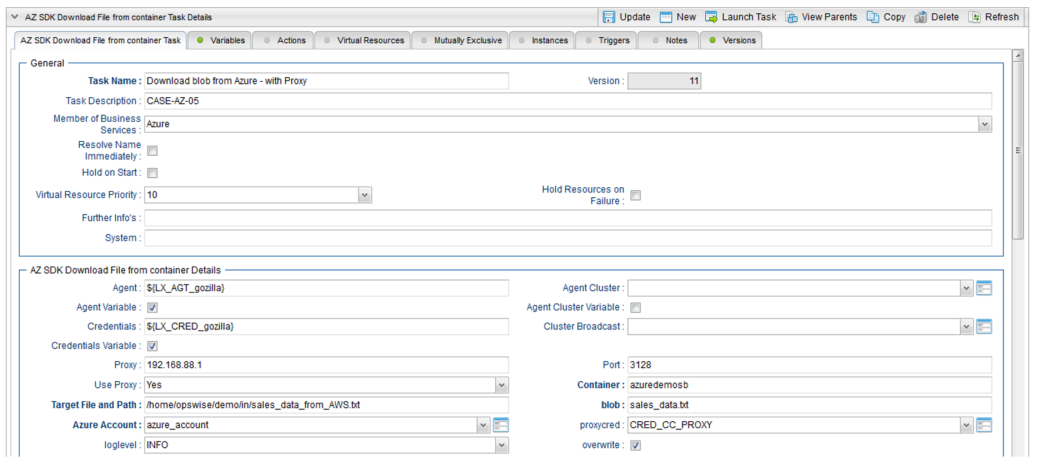 AZ SDK Download File from container Task Details Update New Launch Task View Parents Copy Delete Refresh
AZ SDK Download File from container Task Variables Actions Virtual Resources Mutually Exclusive Instances Triggers Notes Versions
General
Task Name : Download blob from Azure - with Proxy Version : 11
Task Description : CASE-AZ-05
Member of Business
Services : Azure
Resolve Name
Immediately :
Hold on Start :
Virtual Resource Priority : 10 Hold Resources on
Failure :
Further Info's :
System :
AZ SDK Download File from container Details
Agent : ${LX_AGT_gozilla} Agent Cluster :
Agent Variable : Agent Cluster Variable :
Credentials : ${LX_CRED_gozilla} Cluster Broadcast :
Credentials Variable :
Proxy : 192.168.88.1 Port : 3128
Use Proxy : Yes Container : azuredemosb
Target File and Path : /home/opswise/demo/in/sales_data_from_AWS.txt blob : sales_data.txt
Azure Account : azure_account proxycred : CRED_CC_PROXY
loglevel : INFO overwrite :